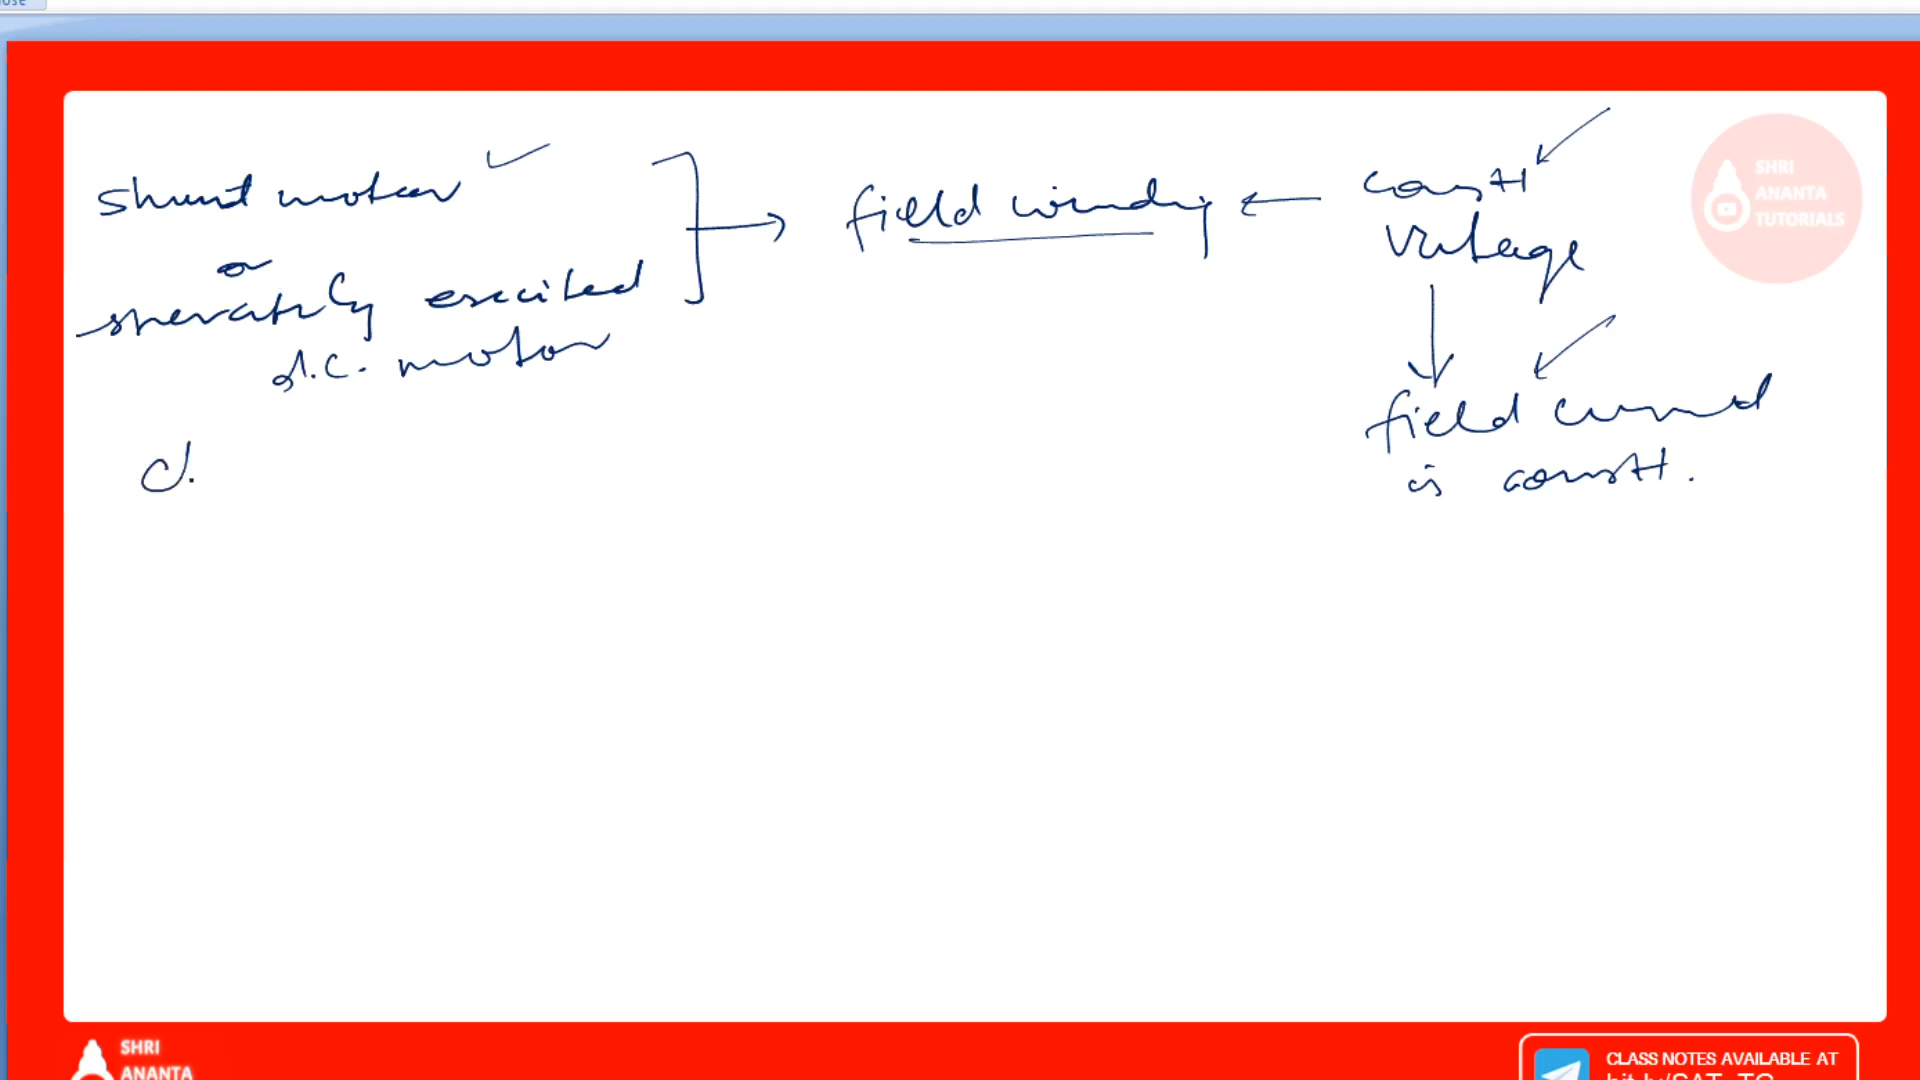 shunt motor
or
sperately excited
d.c. motor
field winding ← constt
voltage
field current
is constt.
d.
SHRI
ANANTA
TUTORIALS
SHRI
ANANTA
CLASS NOTES AVAILABLE AT